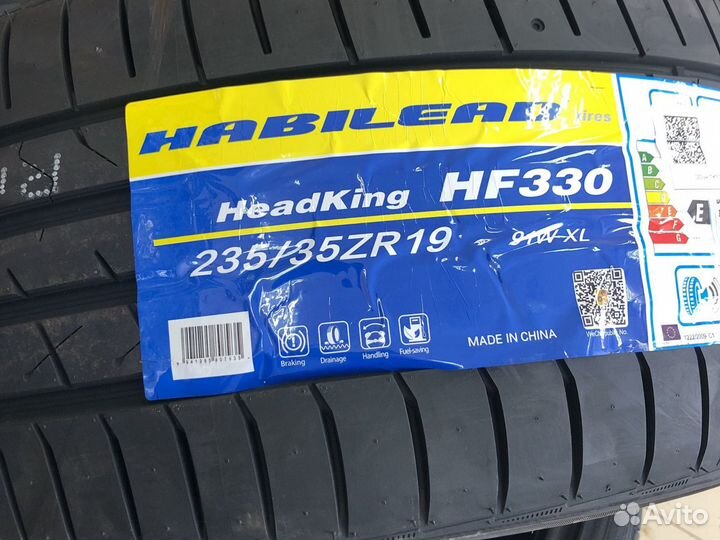 HABILEAD tires
HeadKing HF330
235/35ZR19 91W XL
Braking Drainage Handling Fuel-saving
MADE IN CHINA
A
B
C
D
E
F
G
E
Avito